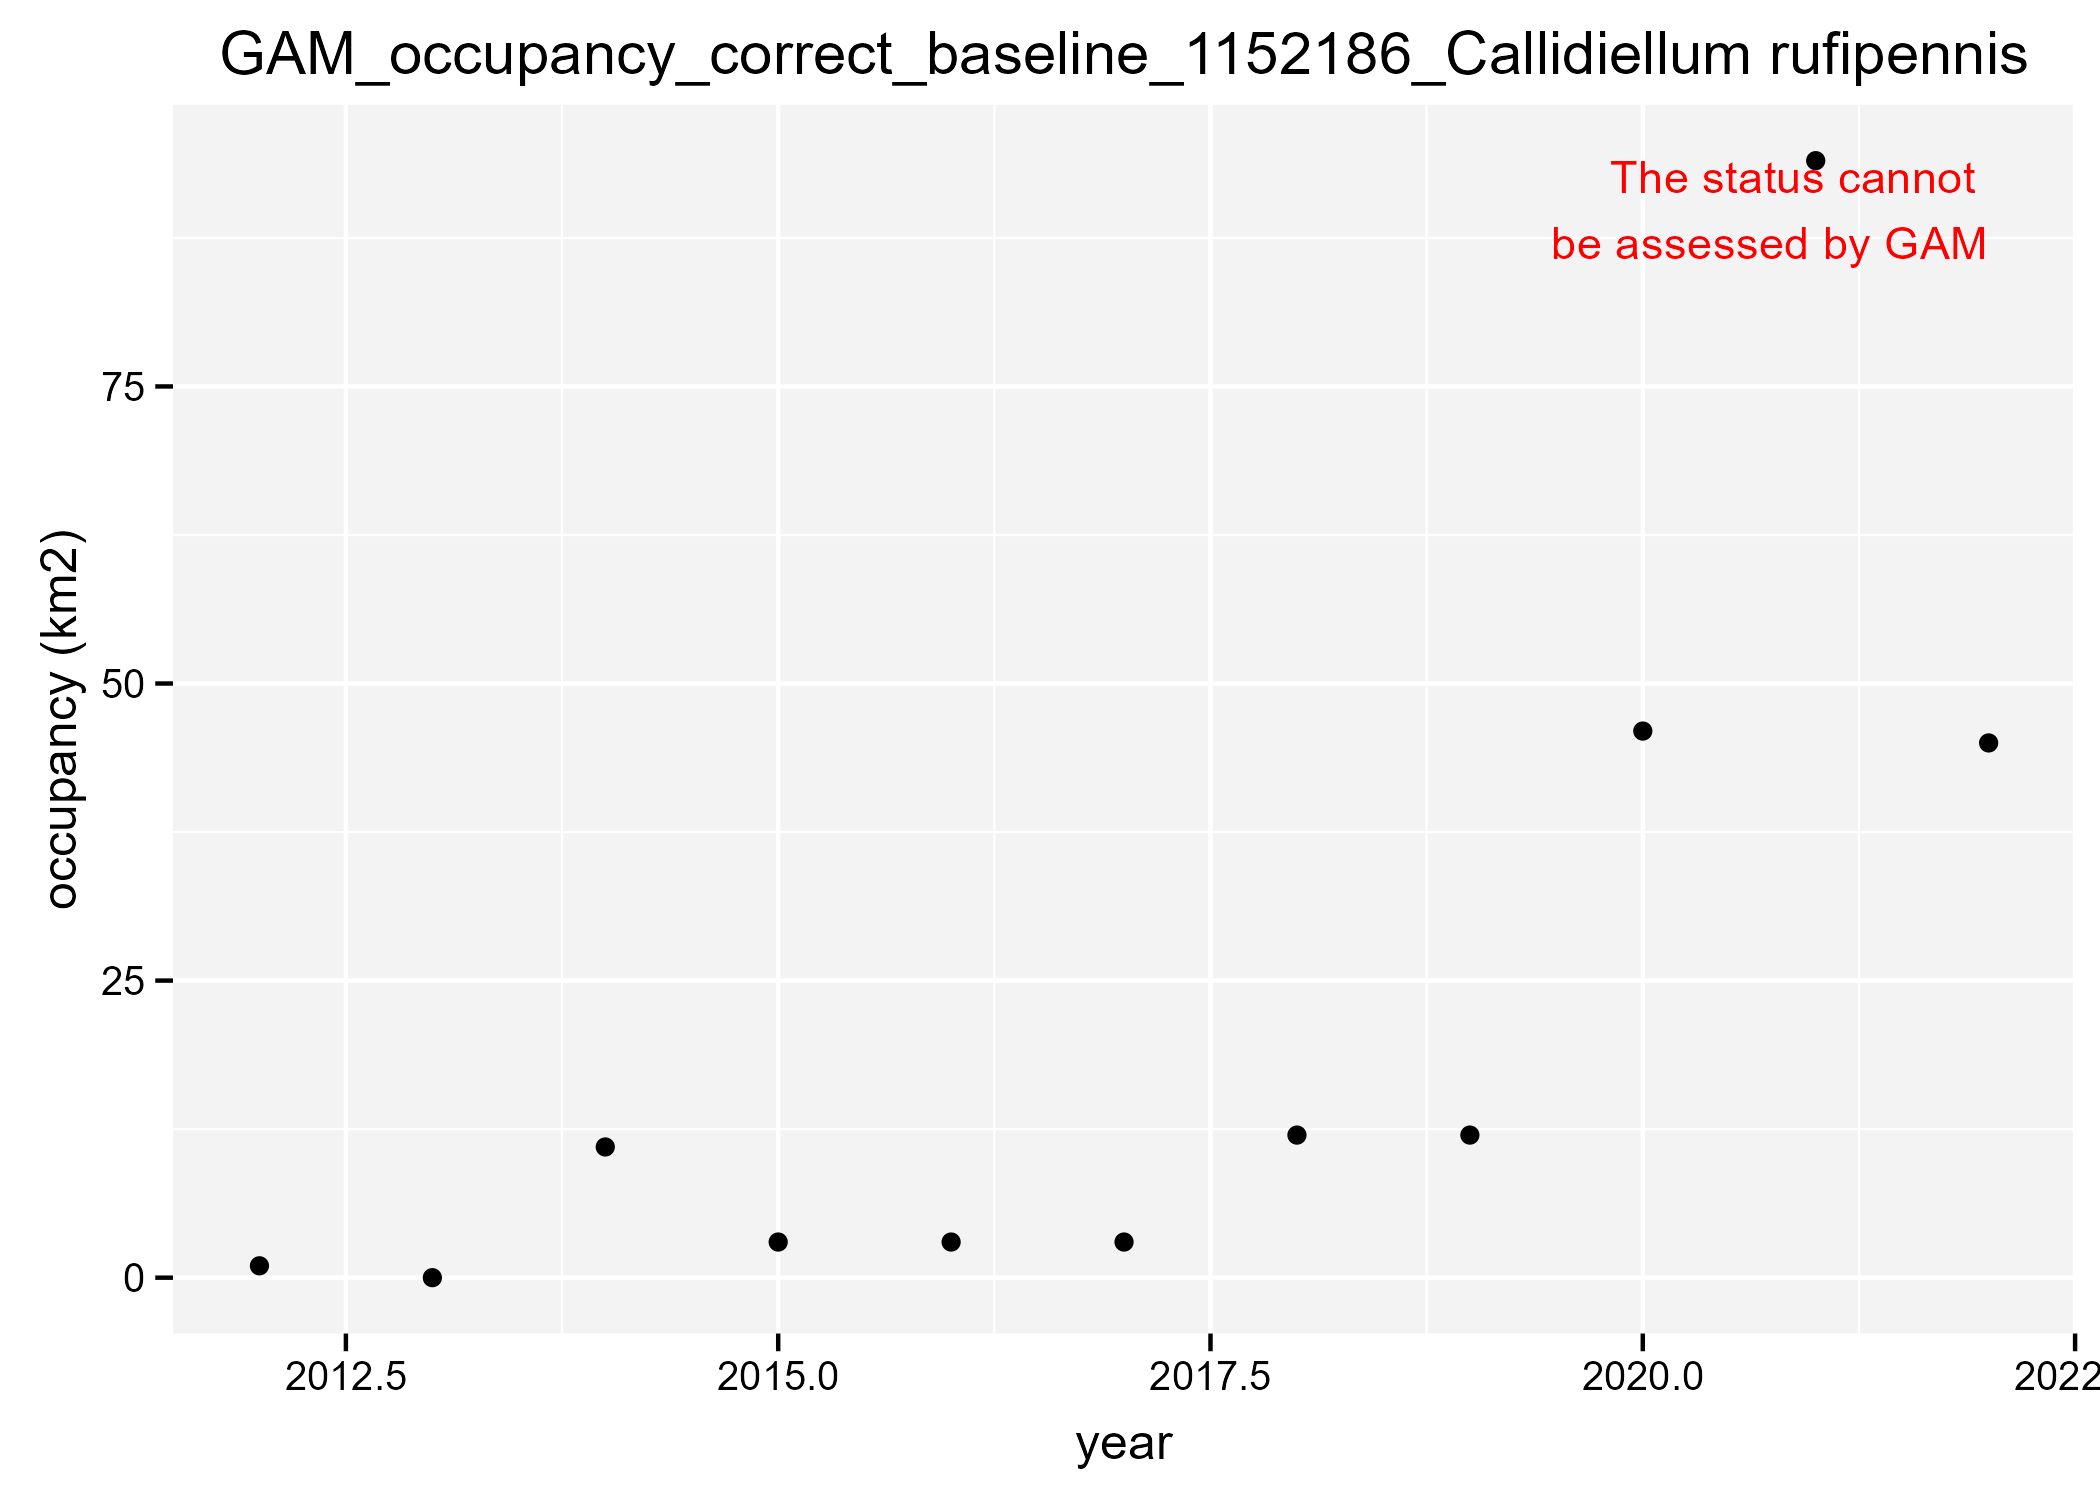 GAM_occupancy_correct_baseline_1152186_Callidiellum rufipennis
The status cannot
be assessed by GAM
75
50
25
0
occupancy (km2)
2012.5 2015.0 2017.5 2020.0 2022
year